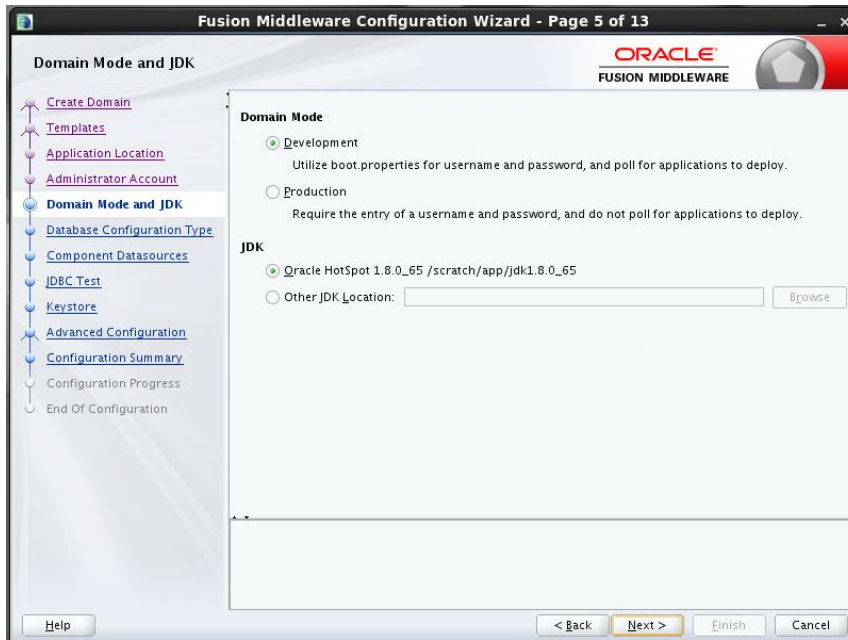 Fusion Middleware Configuration Wizard - Page 5 of 13
Domain Mode and JDK
ORACLE
FUSION MIDDLEWARE
Create Domain
Templates
Application Location
Administrator Account
Domain Mode and JDK
Database Configuration Type
Component Datasources
JDBC Test
Keystore
Advanced Configuration
Configuration Summary
Configuration Progress
End Of Configuration
Domain Mode
Development
Utilize boot.properties for username and password, and poll for applications to deploy.
Production
Require the entry of a username and password, and do not poll for applications to deploy.
JDK
Oracle HotSpot 1.8.0_65 /scratch/app/jdk1.8.0_65
Other JDK Location:
Browse
Help
< Back
Next >
Finish
Cancel